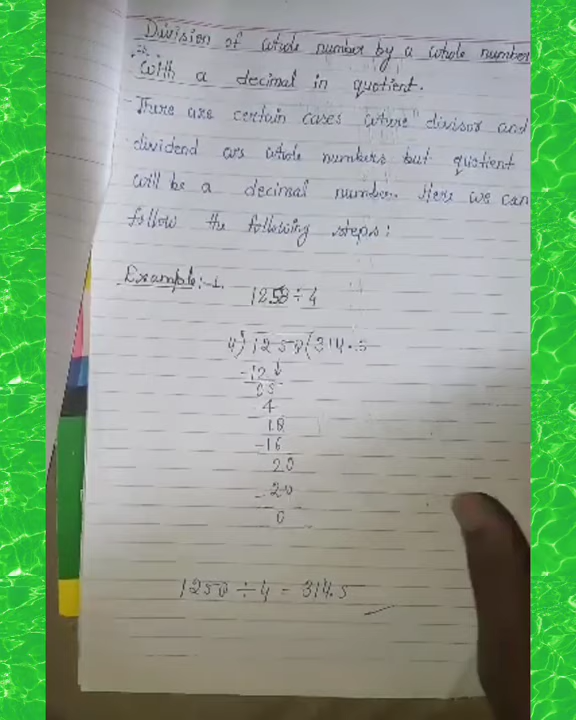 Division of whole number by a whole number
with a decimal in quotient.
There are certain cases where divisor and
dividend are whole numbers but quotient
will be a decimal number. Here we can
follow the following steps:
Example:-1.
1258 ÷ 4
4)1258(314.5
-12↓
05
4
18
-16
20
-20
0
1258 ÷ 4 = 314.5